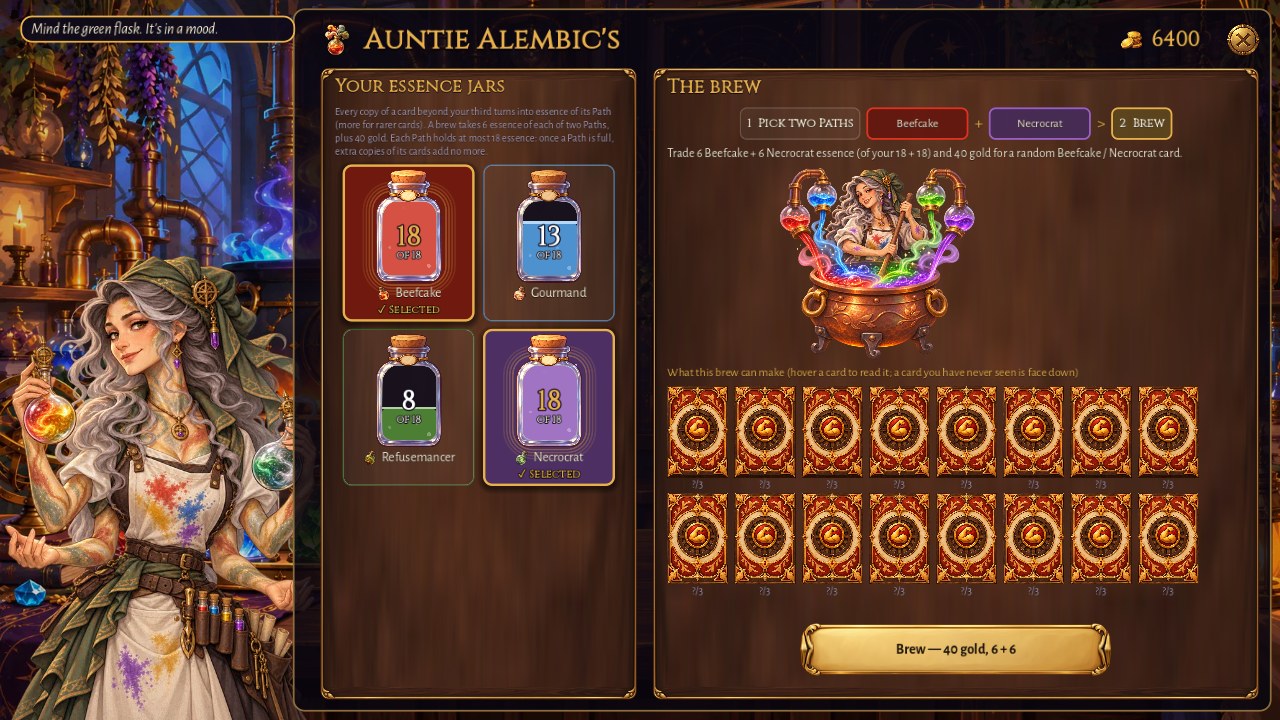 Mind the green flask. It's in a mood.
Auntie Alembic's
6400
Your essence jars
Every copy of a card beyond your third turns into essence of its Path
(more for rarer cards). A brew takes 6 essence of each of two Paths,
plus 40 gold. Each Path holds at most 18 essence: once a Path is full,
extra copies of its cards add no more.
18
OF 18
Beefcake
✓ Selected
13
OF 18
Gourmand
8
OF 18
Refusemancer
18
OF 18
Necrocrat
✓ Selected
The brew
1 Pick two Paths Beefcake + Necrocrat > 2 Brew
Trade 6 Beefcake + 6 Necrocrat essence (of your 18 + 18) and 40 gold for a random Beefcake / Necrocrat card.
What this brew can make (hover a card to read it; a card you have never seen is face down)
?/3 ?/3 ?/3 ?/3 ?/3 ?/3 ?/3 ?/3
?/3 ?/3 ?/3 ?/3 ?/3 ?/3 ?/3 ?/3
Brew — 40 gold, 6 + 6